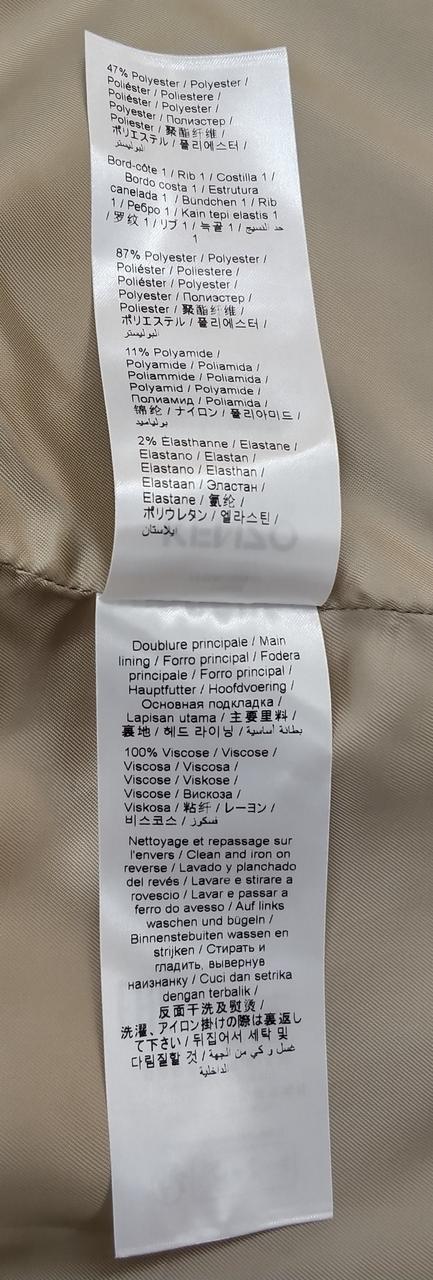 47% Polyester / Polyester /
Poliéster / Poliestere /
Poliéster / Polyester /
Polyester / Полиэстер /
Poliester / 聚酯纤维 /
ポリエステル / 폴리에스터 /
البوليستر
Bord-côte 1 / Rib 1 / Costilla 1 /
Bordo costa 1 / Estrutura
canelada 1 / Bündchen 1 / Rib
1 / Ребро 1 / Kain tepi elastis 1
/ 罗纹 1 / リブ 1 / 늑골 1 / حد النسيج
1
87% Polyester / Polyester /
Poliéster / Poliestere /
Poliéster / Polyester /
Polyester / Полиэстер /
Poliester / 聚酯纤维 /
ポリエステル / 폴리에스터 /
البوليستر
11% Polyamide /
Polyamide / Poliamida /
Poliammide / Poliamida /
Polyamid / Polyamide /
Полиамид / Poliamida /
锦纶 / ナイロン / 폴리아미드 /
بولياميد
2% Élasthanne / Elastane /
Elastano / Elastan /
Elastano / Elasthan /
Elastaan / Эластан /
Elastane / 氨纶 /
ポリウレタン / 엘라스틴 /
ايلاستان
KENZO
Doublure principale / Main
lining / Forro principal / Fodera
principale / Forro principal /
Hauptfutter / Hoofdvoering /
Основная подкладка /
Lapisan utama / 主要里料 /
裏地 / 헤드 라이닝 / بطانة أساسية
100% Viscose / Viscose /
Viscosa / Viscosa /
Viscose / Viskose /
Viscose / Вискоза /
Viskosa / 粘纤 / レーヨン /
비스코스 / فسكوز
Nettoyage et repassage sur
l'envers / Clean and iron on
reverse / Lavado y planchado
del revés / Lavare e stirare a
rovescio / Lavar e passar a
ferro do avesso / Auf links
waschen und bügeln /
Binnenstebuiten wassen en
strijken / Стирать и
гладить, вывернув
наизнанку / Cuci dan setrika
dengan terbalik /
反面干洗及熨烫 /
洗濯、アイロン掛けの際は裏返し
て下さい / 뒤집어서 세탁 및
다림질할 것 / غسل و كي من الجهة
الداخلية